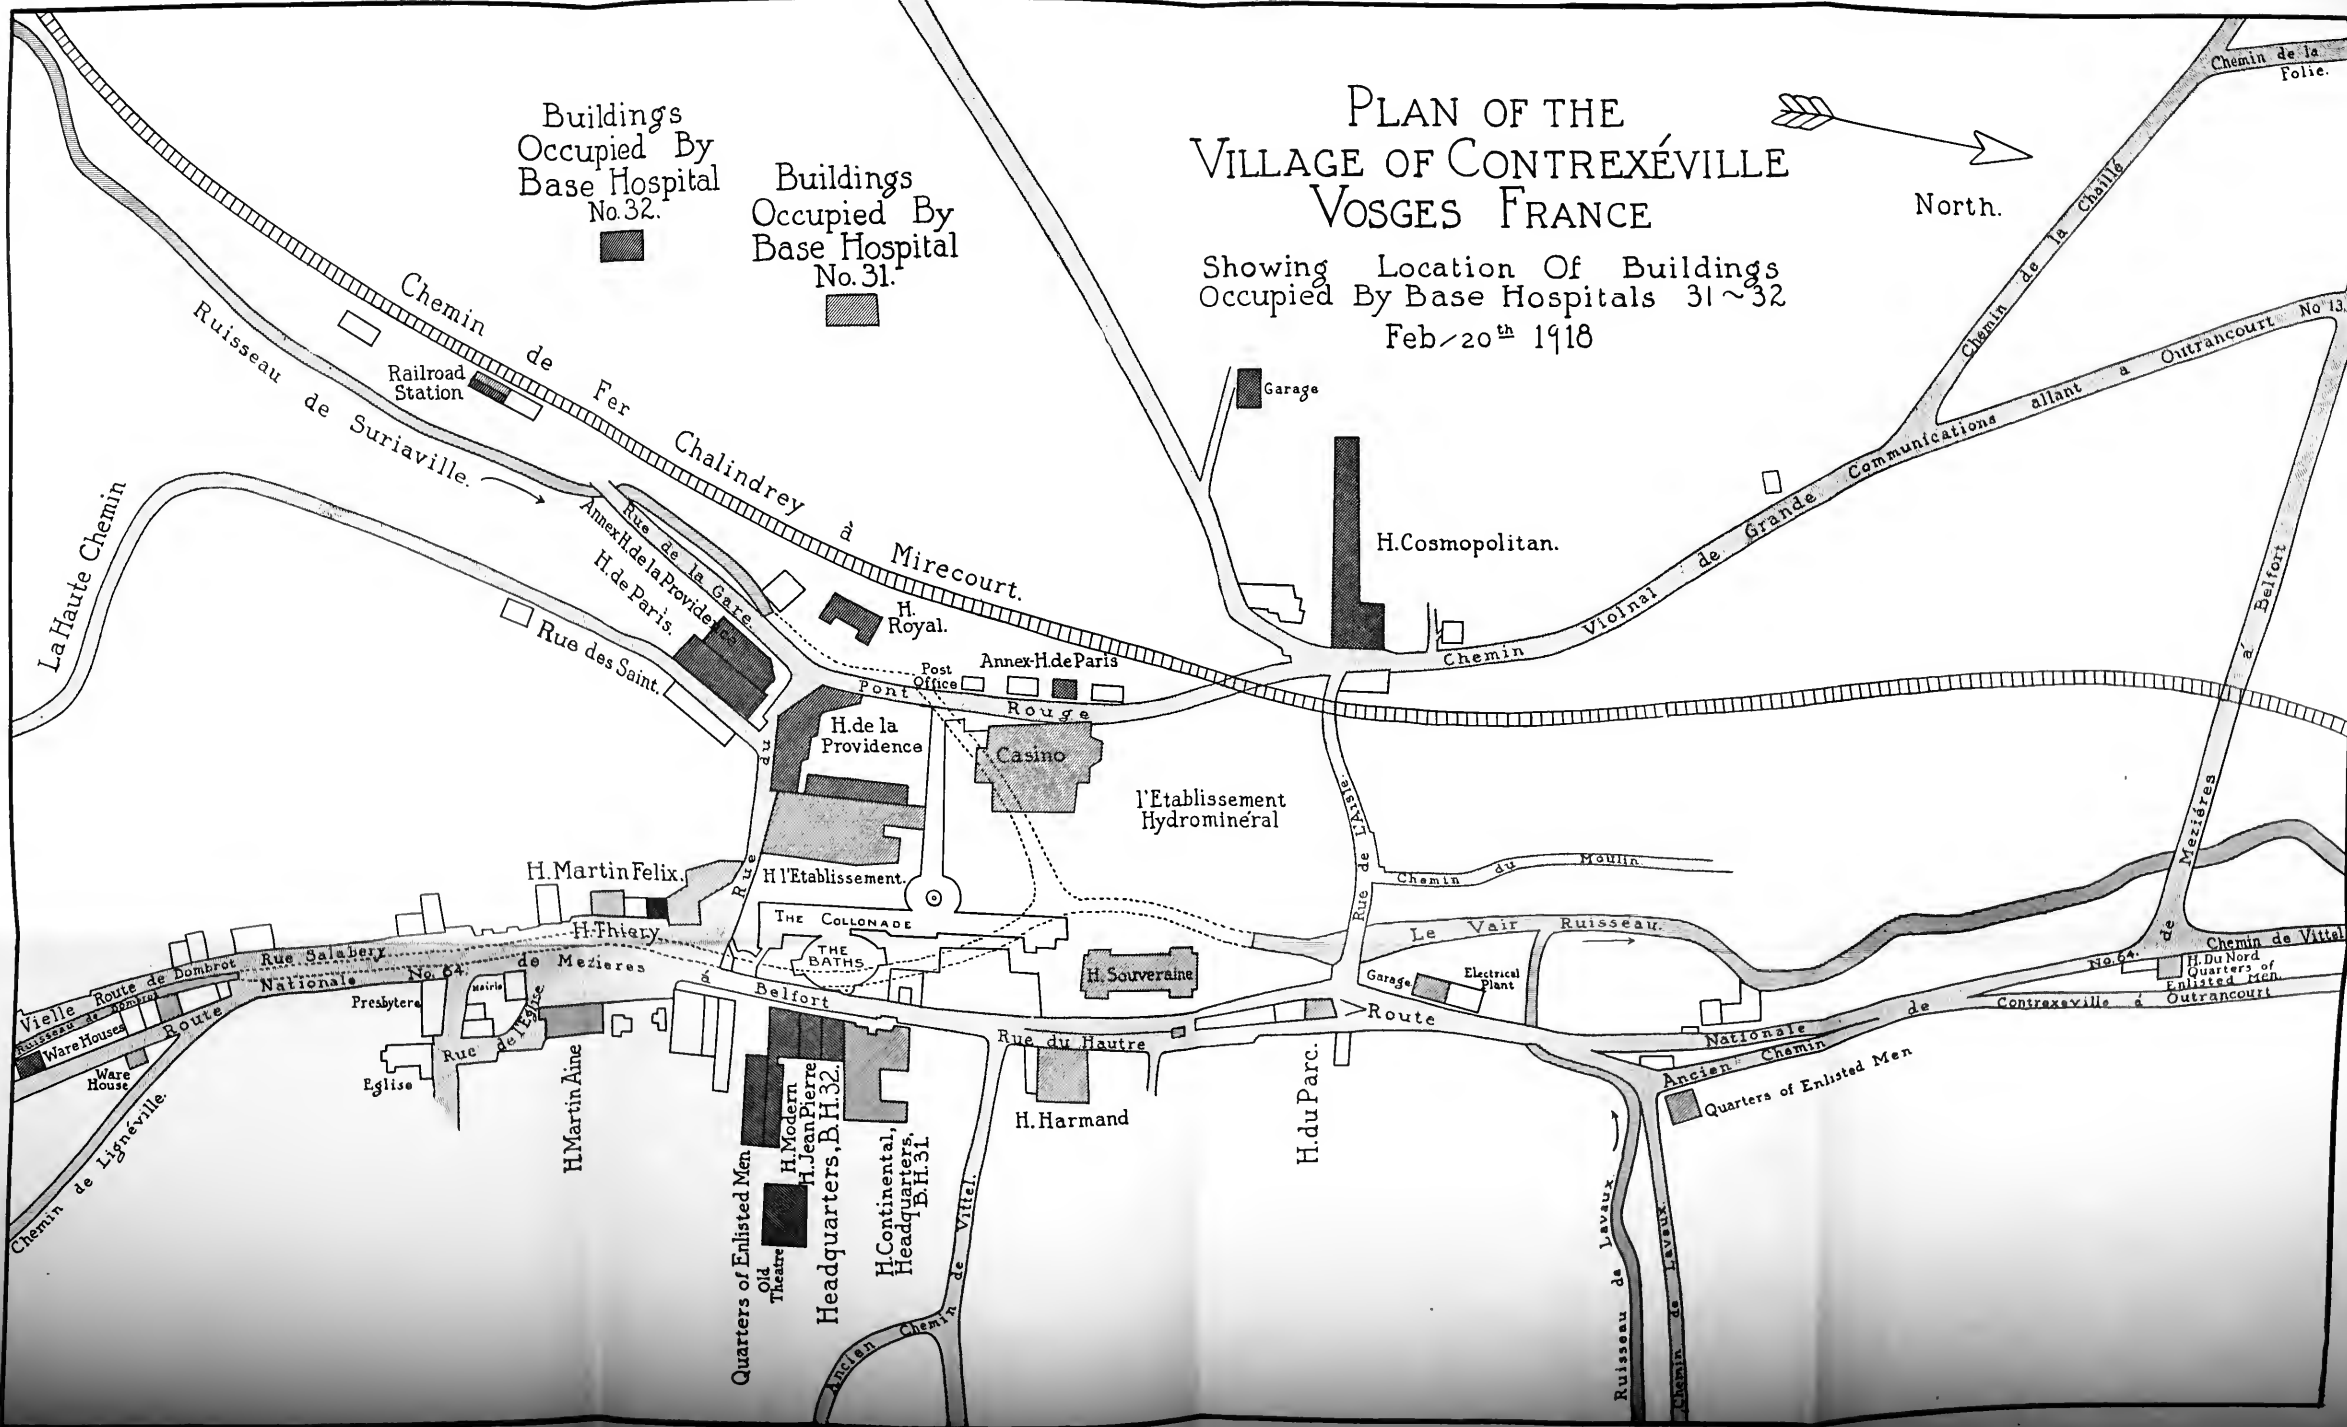 PLAN OF THE
VILLAGE OF CONTREXÉVILLE
VOSGES FRANCE
Showing Location Of Buildings
Occupied By Base Hospitals 31~32
Feb/20th 1918
North.
Buildings
Occupied By
Base Hospital
No. 32.
Buildings
Occupied By
Base Hospital
No. 31.
Chemin de la
Folie.
Chemin de la Chaillé
Chemin Violnal de Grande Communications allant a Outrancourt No 13.
Chemin de Fer Chalindrey à Mirecourt.
Ruisseau de Suriaville.
Railroad
Station
La Haute Chemin
Rue des Saint.
Rue de la Gare.
Annex H. de la Providence
H. de Paris.
H.
Royal.
Post
Office
Annex-H. de Paris
Pont Rouge
Garage
H. Cosmopolitan.
H. de la
Providence
Casino
l'Etablissement
Hydrominéral
Rue du
Rue de L'Aisle.
Chemin du Moulin
H l'Etablissement.
THE COLLONADE
THE
BATHS
H. Souveraine
Le Vair Ruisseau.
H. Martin Felix.
H. Thiery
Rue Salabery
Vielle Route de Dombrot
Ruisseau de Dombrot
Ware Houses
Ware
House
Route Nationale No. 64. de Mezieres à Belfort
Presbytere
Mairie
Rue de l'Eglise
Eglise
Chemin de Lignéville.
H. Martin Aine
Quarters of Enlisted Men
Old
Theatre
H. Modern
H. Jean Pierre
Headquarters, B.H. 32.
H. Continental,
Headquarters,
B.H. 31
Rue du Hautre
H. Harmand
H. du Parc.
Garage
Electrical
Plant
Route Nationale No. 64. de Meziéres à Belfort
Ancien Chemin de
Contrexeville à Outrancourt
Quarters of Enlisted Men
H. Du Nord
Quarters of
Enlisted Men.
Chemin de Vittel
Ancien Chemin de Vittel.
Ruisseau de Lavaux
Chemin de Lavaux.